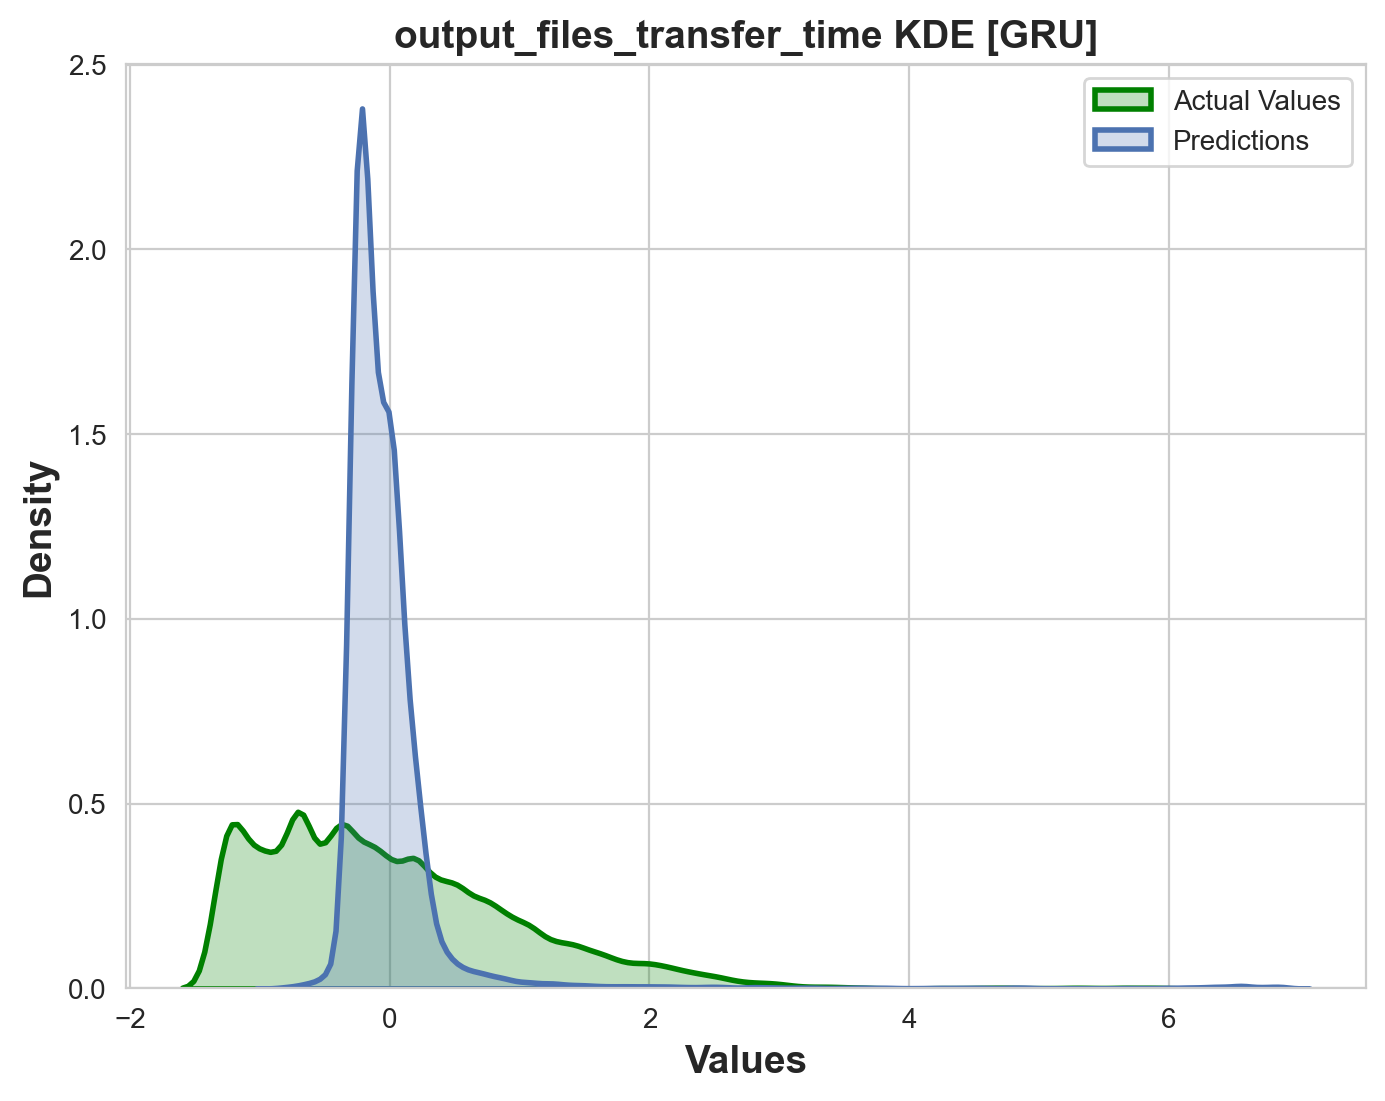 output_files_transfer_time KDE [GRU]
Actual Values
Predictions
Density
2.5
2.0
1.5
1.0
0.5
0.0
−2
0
2
4
6
Values